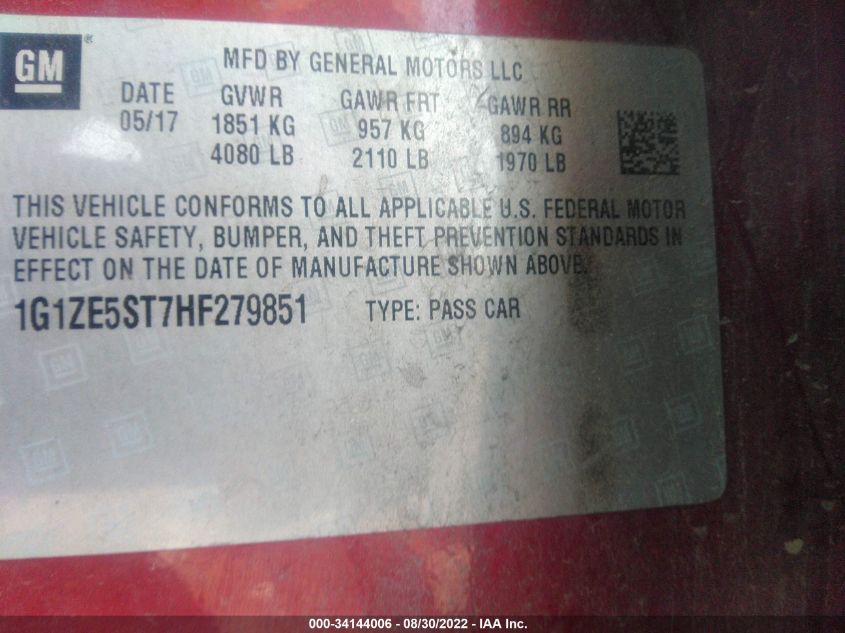 GM®
MFD BY GENERAL MOTORS LLC
DATE GVWR GAWR FRT GAWR RR
05/17 1851 KG 957 KG 894 KG
4080 LB 2110 LB 1970 LB
THIS VEHICLE CONFORMS TO ALL APPLICABLE U.S. FEDERAL MOTOR
VEHICLE SAFETY, BUMPER, AND THEFT PREVENTION STANDARDS IN
EFFECT ON THE DATE OF MANUFACTURE SHOWN ABOVE.
1G1ZE5ST7HF279851 TYPE: PASS CAR
000-34144006 - 08/30/2022 - IAA Inc.